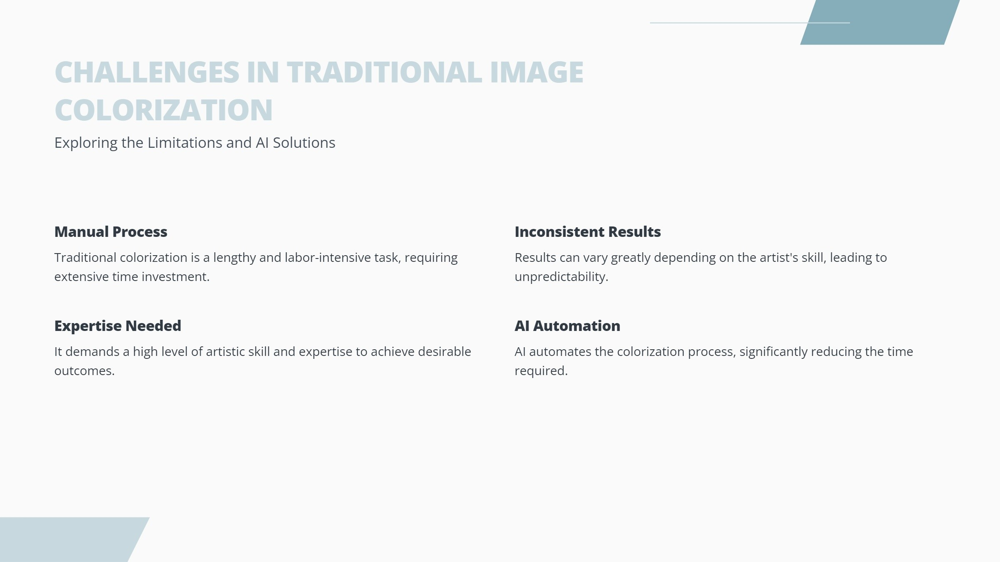 CHALLENGES IN TRADITIONAL IMAGE
COLORIZATION
Exploring the Limitations and AI Solutions
Manual Process
Traditional colorization is a lengthy and labor-intensive task, requiring
extensive time investment.
Inconsistent Results
Results can vary greatly depending on the artist's skill, leading to
unpredictability.
Expertise Needed
It demands a high level of artistic skill and expertise to achieve desirable
outcomes.
AI Automation
AI automates the colorization process, significantly reducing the time
required.